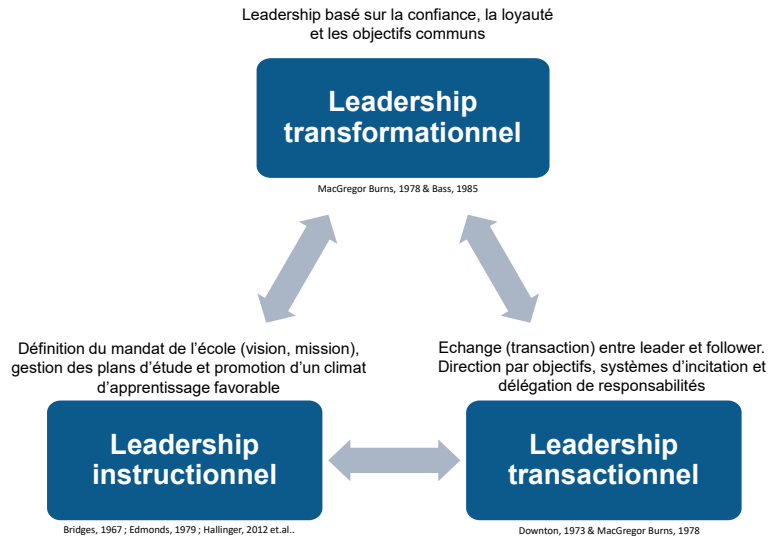 Leadership basé sur la confiance, la loyauté
et les objectifs communs
Leadership
transformationnel
MacGregor Burns, 1978 & Bass, 1985
Définition du mandat de l’école (vision, mission),
gestion des plans d’étude et promotion d’un climat
d’apprentissage favorable
Leadership
instructionnel
Bridges, 1967 ; Edmonds, 1979 ; Hallinger, 2012 et.al..
Echange (transaction) entre leader et follower.
Direction par objectifs, systèmes d’incitation et
délégation de responsabilités
Leadership
transactionnel
Downton, 1973 & MacGregor Burns, 1978